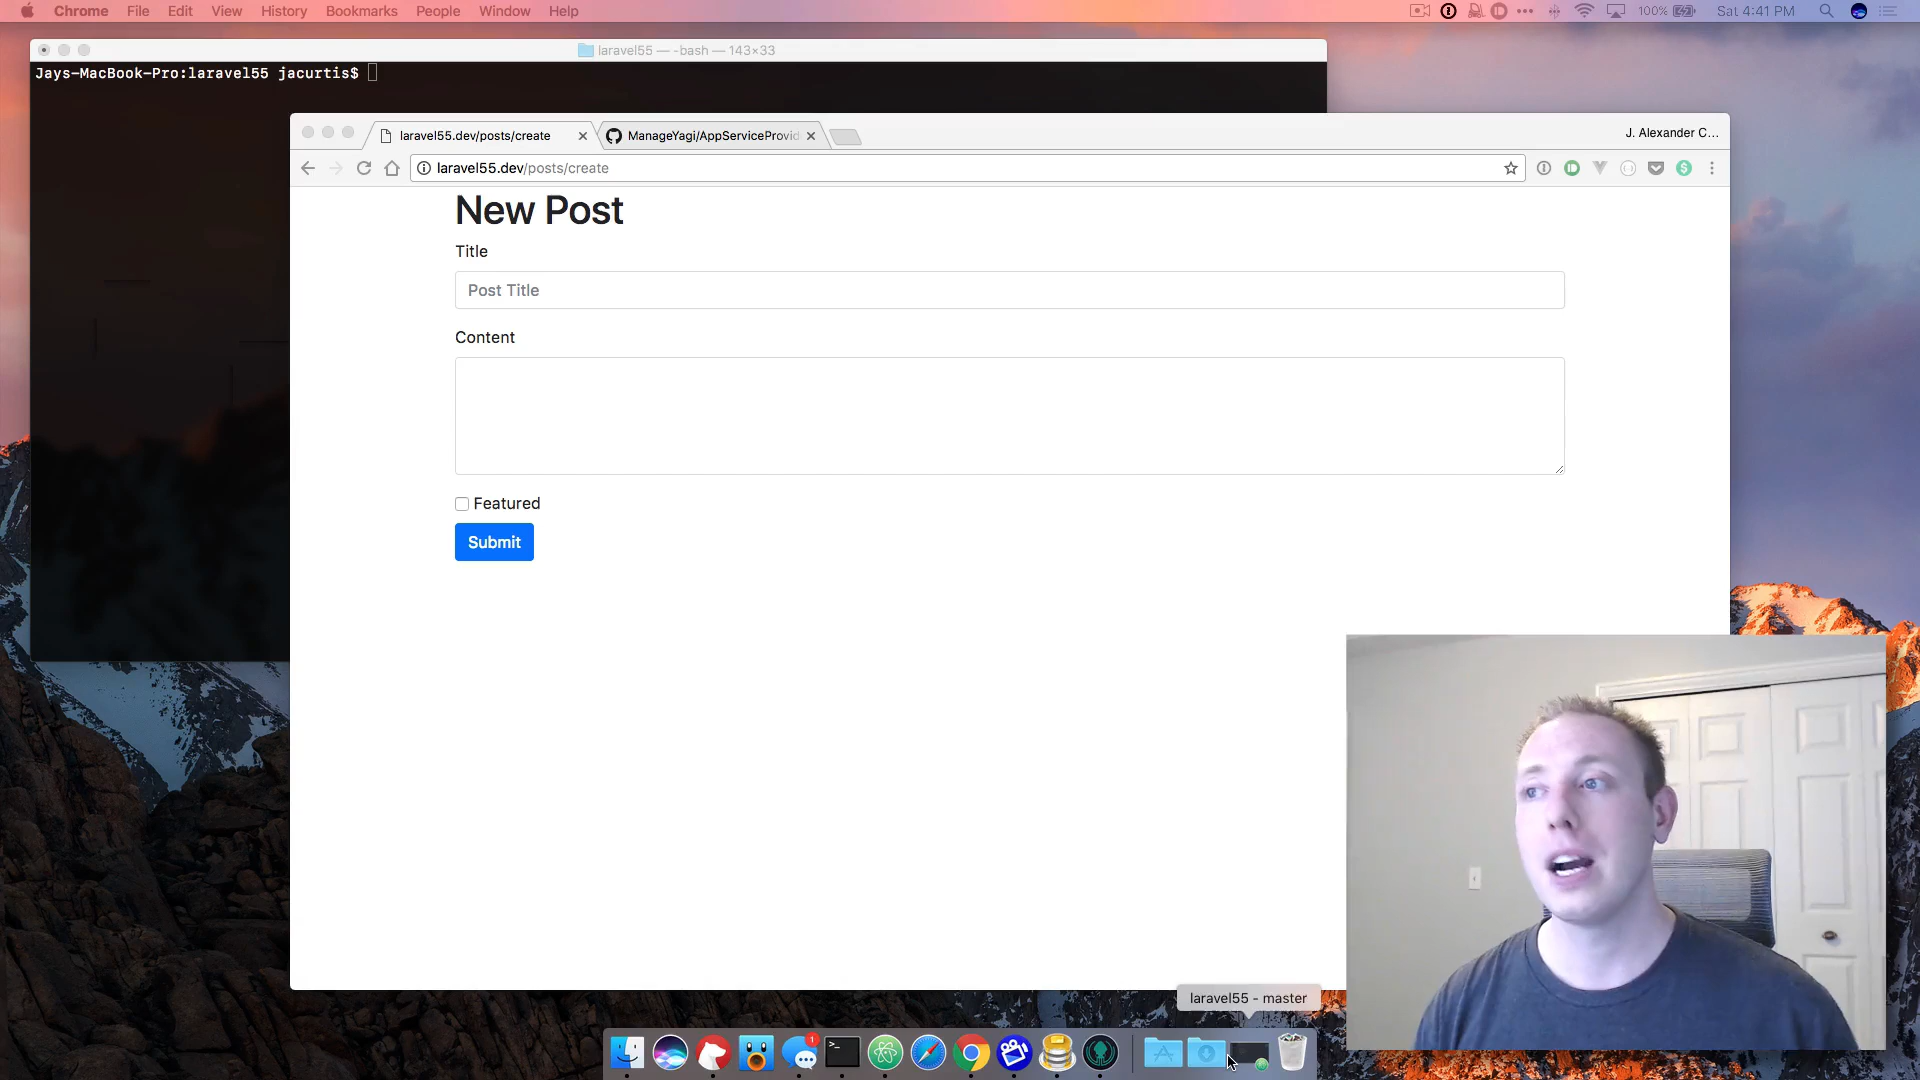 Chrome File Edit View History Bookmarks People Window Help 100% Sat 4:41 PM
laravel55 — -bash — 143×33
Jays-MacBook-Pro:laravel55 jacurtis$
laravel55.dev/posts/create ManageYagi/AppServiceProvid J. Alexander C...
laravel55.dev/posts/create
New Post
Title
Post Title
Content
Featured
Submit
laravel55 - master
1